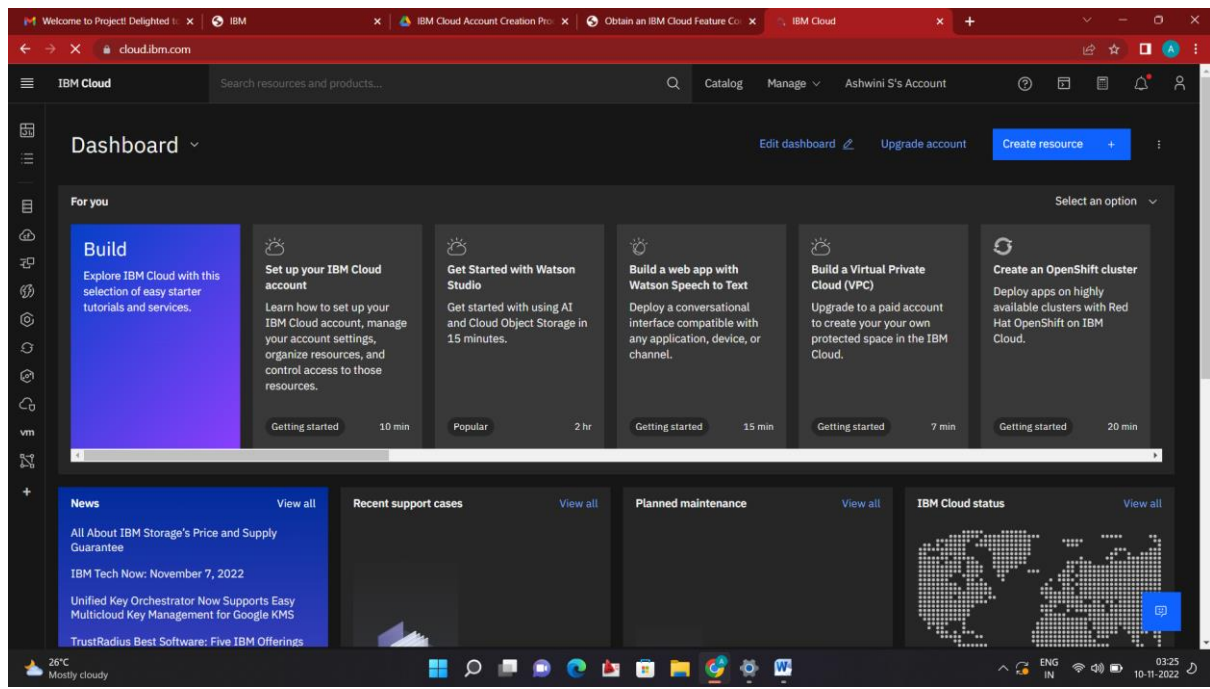 Welcome to Project! Delighted to
IBM
IBM Cloud Account Creation Pro
Obtain an IBM Cloud Feature Co
IBM Cloud
cloud.ibm.com
A
IBM Cloud
Search resources and products...
Catalog
Manage
Ashwini S's Account
Dashboard
Edit dashboard
Upgrade account
Create resource +
For you
Select an option
Build
Explore IBM Cloud with this
selection of easy starter
tutorials and services.
Set up your IBM Cloud
account
Learn how to set up your
IBM Cloud account, manage
your account settings,
organize resources, and
control access to those
resources.
Getting started 10 min
Get Started with Watson
Studio
Get started with using AI
and Cloud Object Storage in
15 minutes.
Popular 2 hr
Build a web app with
Watson Speech to Text
Deploy a conversational
interface compatible with
any application, device, or
channel.
Getting started 15 min
Build a Virtual Private
Cloud (VPC)
Upgrade to a paid account
to create your your own
protected space in the IBM
Cloud.
Getting started 7 min
Create an OpenShift cluster
Deploy apps on highly
available clusters with Red
Hat OpenShift on IBM
Cloud.
Getting started 20 min
vm
News View all
All About IBM Storage's Price and Supply
Guarantee
IBM Tech Now: November 7, 2022
Unified Key Orchestrator Now Supports Easy
Multicloud Key Management for Google KMS
TrustRadius Best Software: Five IBM Offerings
Recent support cases View all
Planned maintenance View all
IBM Cloud status View all
26°C
Mostly cloudy
ENG
IN
03:25
10-11-2022